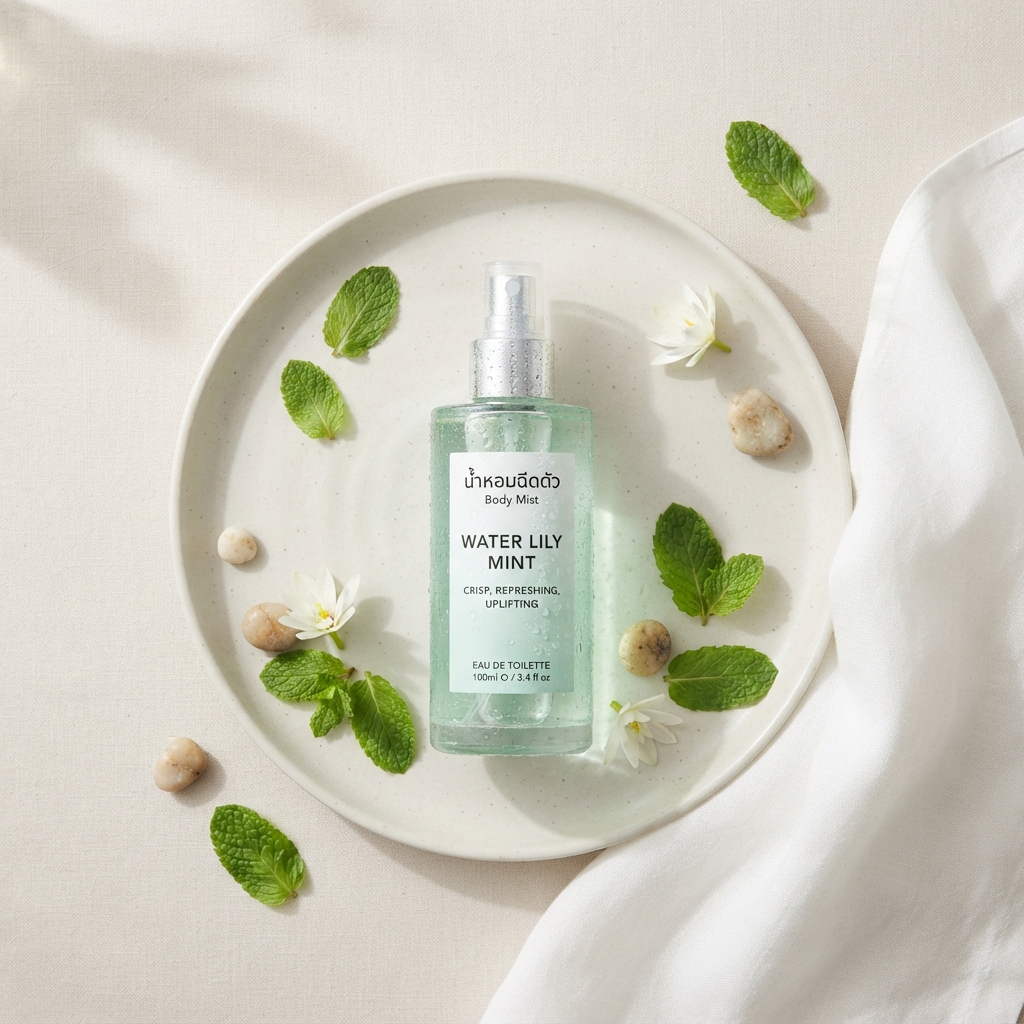 น้ำหอมฉีดตัว
Body Mist
WATER LILY
MINT
CRISP, REPRESHING,
UPLIFTING
EAU DE TOILETTE
100ml O / 3.4 fl oz